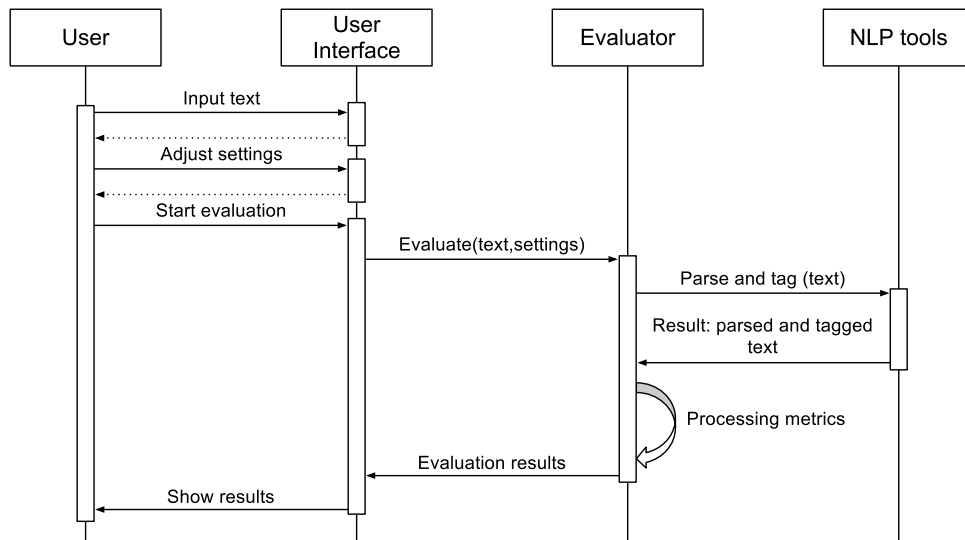 User
User
Interface
Evaluator
NLP tools
Input text
Adjust settings
Start evaluation
Evaluate(text,settings)
Parse and tag (text)
Result: parsed and tagged
text
Processing metrics
Evaluation results
Show results